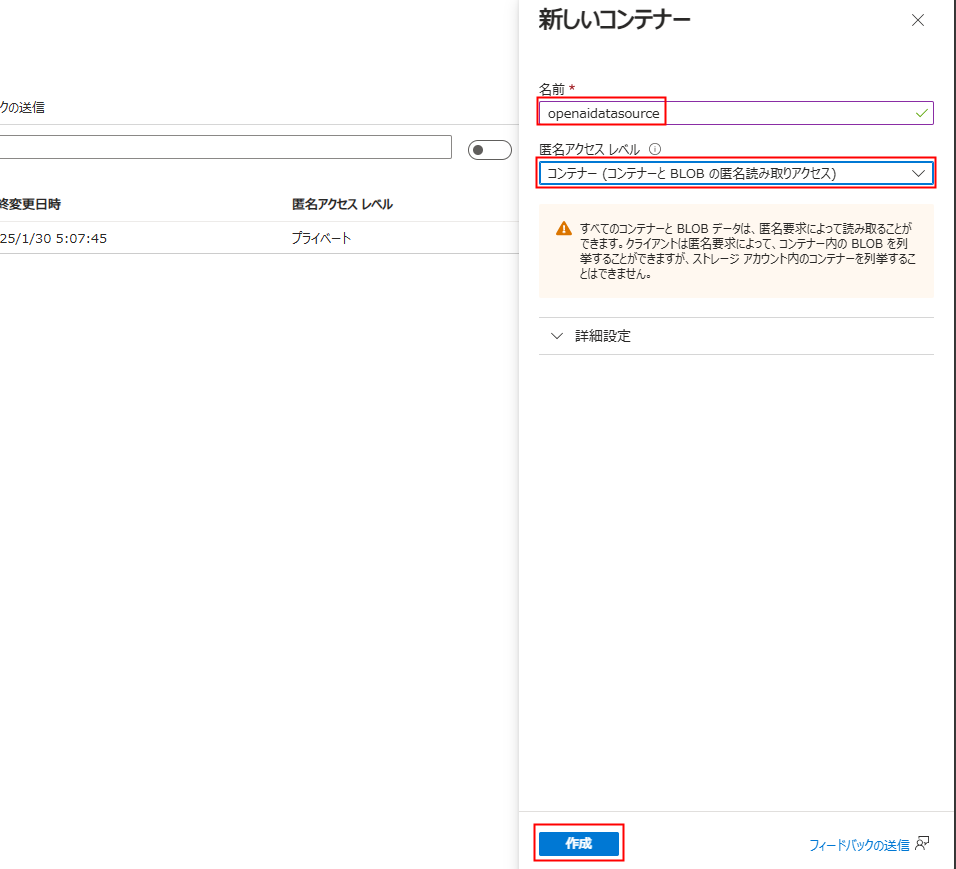 新しいコンテナー
名前 *
クの送信
openaidatasource
匿名アクセス レベル
コンテナー (コンテナーと BLOB の匿名読み取りアクセス)
終変更日時
匿名アクセス レベル
25/1/30 5:07:45
プライベート
すべてのコンテナーと BLOB データは、匿名要求によって読み取ることが
できます。クライアントは匿名要求によって、コンテナー内の BLOB を列
挙することができますが、ストレージ アカウント内のコンテナーを列挙するこ
とはできません。
詳細設定
作成
フィードバックの送信